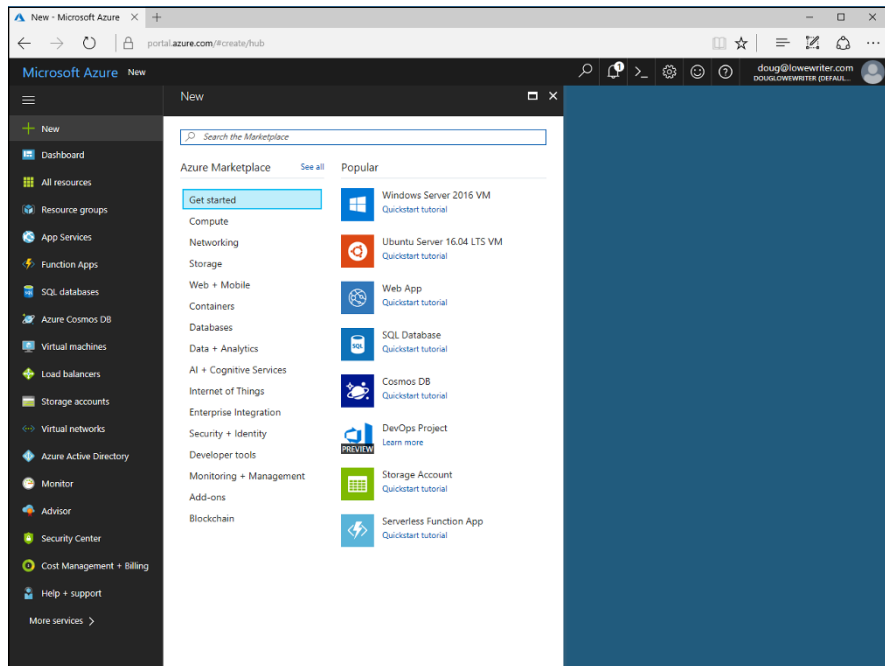 New - Microsoft Azure
portal.azure.com/#create/hub
Microsoft Azure New
1
doug@lowewriter.com
DOUGLOWEWRITER (DEFAUL...
New
New
Dashboard
All resources
Resource groups
App Services
Function Apps
SQL databases
Azure Cosmos DB
Virtual machines
Load balancers
Storage accounts
Virtual networks
Azure Active Directory
Monitor
Advisor
Security Center
Cost Management + Billing
Help + support
More services
Search the Marketplace
Azure Marketplace See all
Get started
Compute
Networking
Storage
Web + Mobile
Containers
Databases
Data + Analytics
AI + Cognitive Services
Internet of Things
Enterprise Integration
Security + Identity
Developer tools
Monitoring + Management
Add-ons
Blockchain
Popular
Windows Server 2016 VM
Quickstart tutorial
Ubuntu Server 16.04 LTS VM
Quickstart tutorial
Web App
Quickstart tutorial
SQL
SQL Database
Quickstart tutorial
Cosmos DB
Quickstart tutorial
PREVIEW
DevOps Project
Learn more
Storage Account
Quickstart tutorial
Serverless Function App
Quickstart tutorial